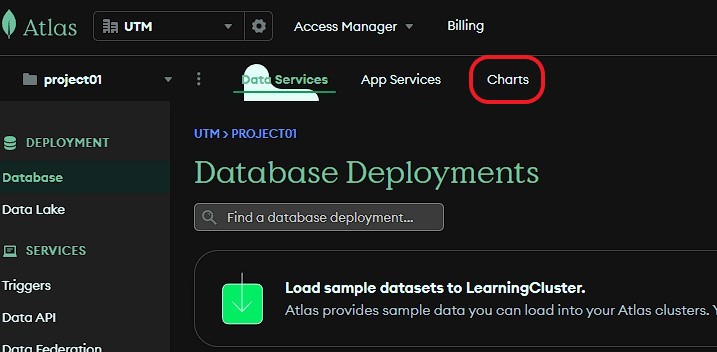 Atlas UTM Access Manager Billing
project01 Data Services App Services Charts
DEPLOYMENT
Database
Data Lake
SERVICES
Triggers
Data API
Data Federation
UTM > PROJECT01
Database Deployments
Find a database deployment...
Load sample datasets to LearningCluster.
Atlas provides sample data you can load into your Atlas clusters.